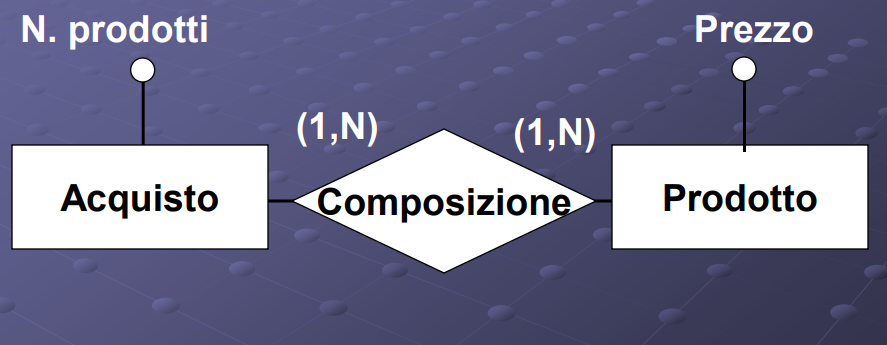 N. prodotti
Prezzo
(1,N)
(1,N)
Acquisto
Composizione
Prodotto